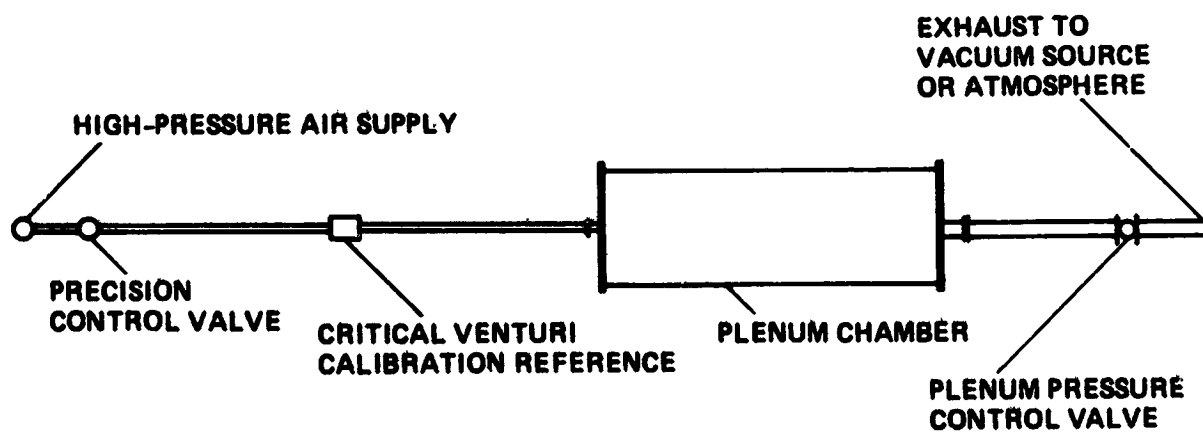 EXHAUST TO
VACUUM SOURCE
OR ATMOSPHERE
HIGH-PRESSURE AIR SUPPLY
PRECISION
CONTROL VALVE
CRITICAL VENTURI
CALIBRATION REFERENCE
PLENUM CHAMBER
PLENUM PRESSURE
CONTROL VALVE